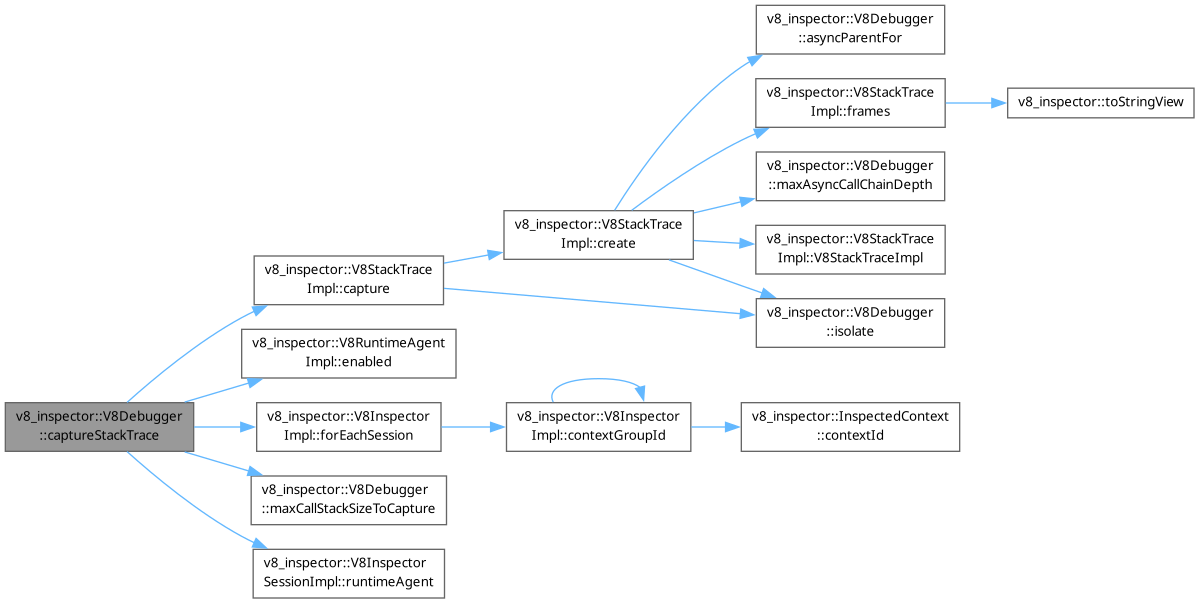 v8_inspector::V8Debugger
::asyncParentFor
v8_inspector::V8StackTrace
Impl::frames
v8_inspector::toStringView
v8_inspector::V8Debugger
::maxAsyncCallChainDepth
v8_inspector::V8StackTrace
Impl::create
v8_inspector::V8StackTrace
Impl::V8StackTraceImpl
v8_inspector::V8StackTrace
Impl::capture
v8_inspector::V8Debugger
::isolate
v8_inspector::V8RuntimeAgent
Impl::enabled
v8_inspector::V8Debugger
::captureStackTrace
v8_inspector::V8Inspector
Impl::forEachSession
v8_inspector::V8Inspector
Impl::contextGroupId
v8_inspector::InspectedContext
::contextId
v8_inspector::V8Debugger
::maxCallStackSizeToCapture
v8_inspector::V8Inspector
SessionImpl::runtimeAgent